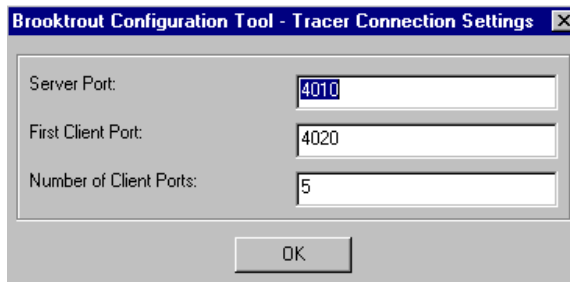 Brooktrout Configuration Tool - Tracer Connection Settings
Server Port: 4010
First Client Port: 4020
Number of Client Ports: 5
OK